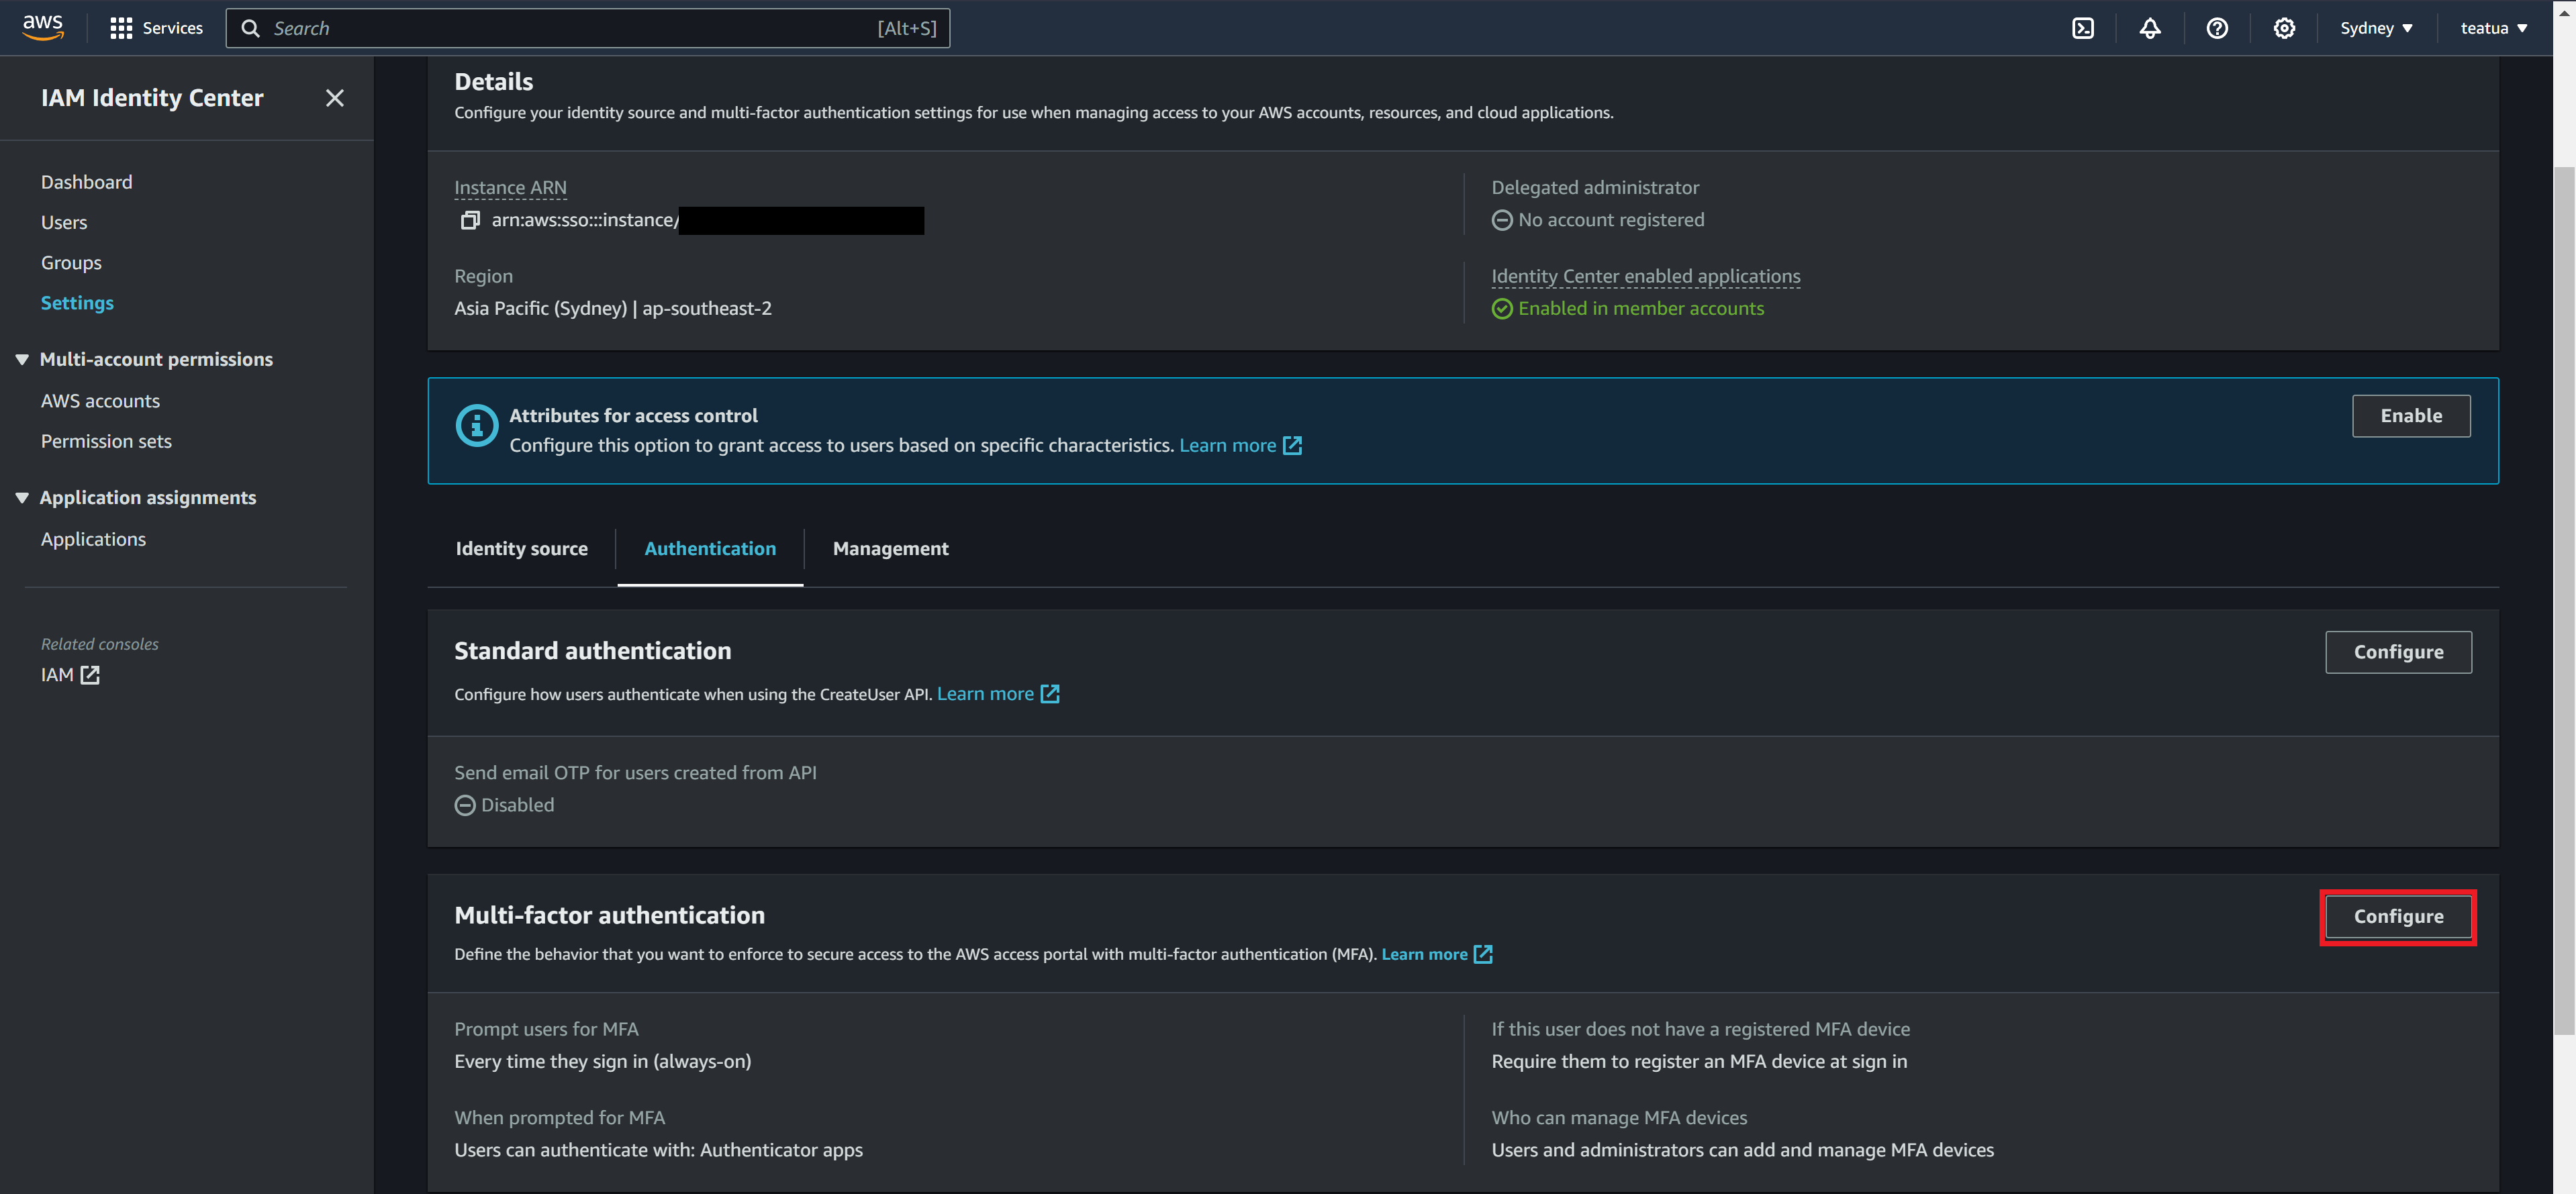 aws
Services
Search
[Alt+S]
Sydney
teatua
IAM Identity Center
Dashboard
Users
Groups
Settings
Multi-account permissions
AWS accounts
Permission sets
Application assignments
Applications
Related consoles
IAM
Details
Configure your identity source and multi-factor authentication settings for use when managing access to your AWS accounts, resources, and cloud applications.
Instance ARN
arn:aws:sso:::instance/
Region
Asia Pacific (Sydney) | ap-southeast-2
Delegated administrator
No account registered
Identity Center enabled applications
Enabled in member accounts
Attributes for access control
Configure this option to grant access to users based on specific characteristics. Learn more
Enable
Identity source
Authentication
Management
Standard authentication
Configure how users authenticate when using the CreateUser API. Learn more
Configure
Send email OTP for users created from API
Disabled
Multi-factor authentication
Define the behavior that you want to enforce to secure access to the AWS access portal with multi-factor authentication (MFA). Learn more
Configure
Prompt users for MFA
Every time they sign in (always-on)
When prompted for MFA
Users can authenticate with: Authenticator apps
If this user does not have a registered MFA device
Require them to register an MFA device at sign in
Who can manage MFA devices
Users and administrators can add and manage MFA devices